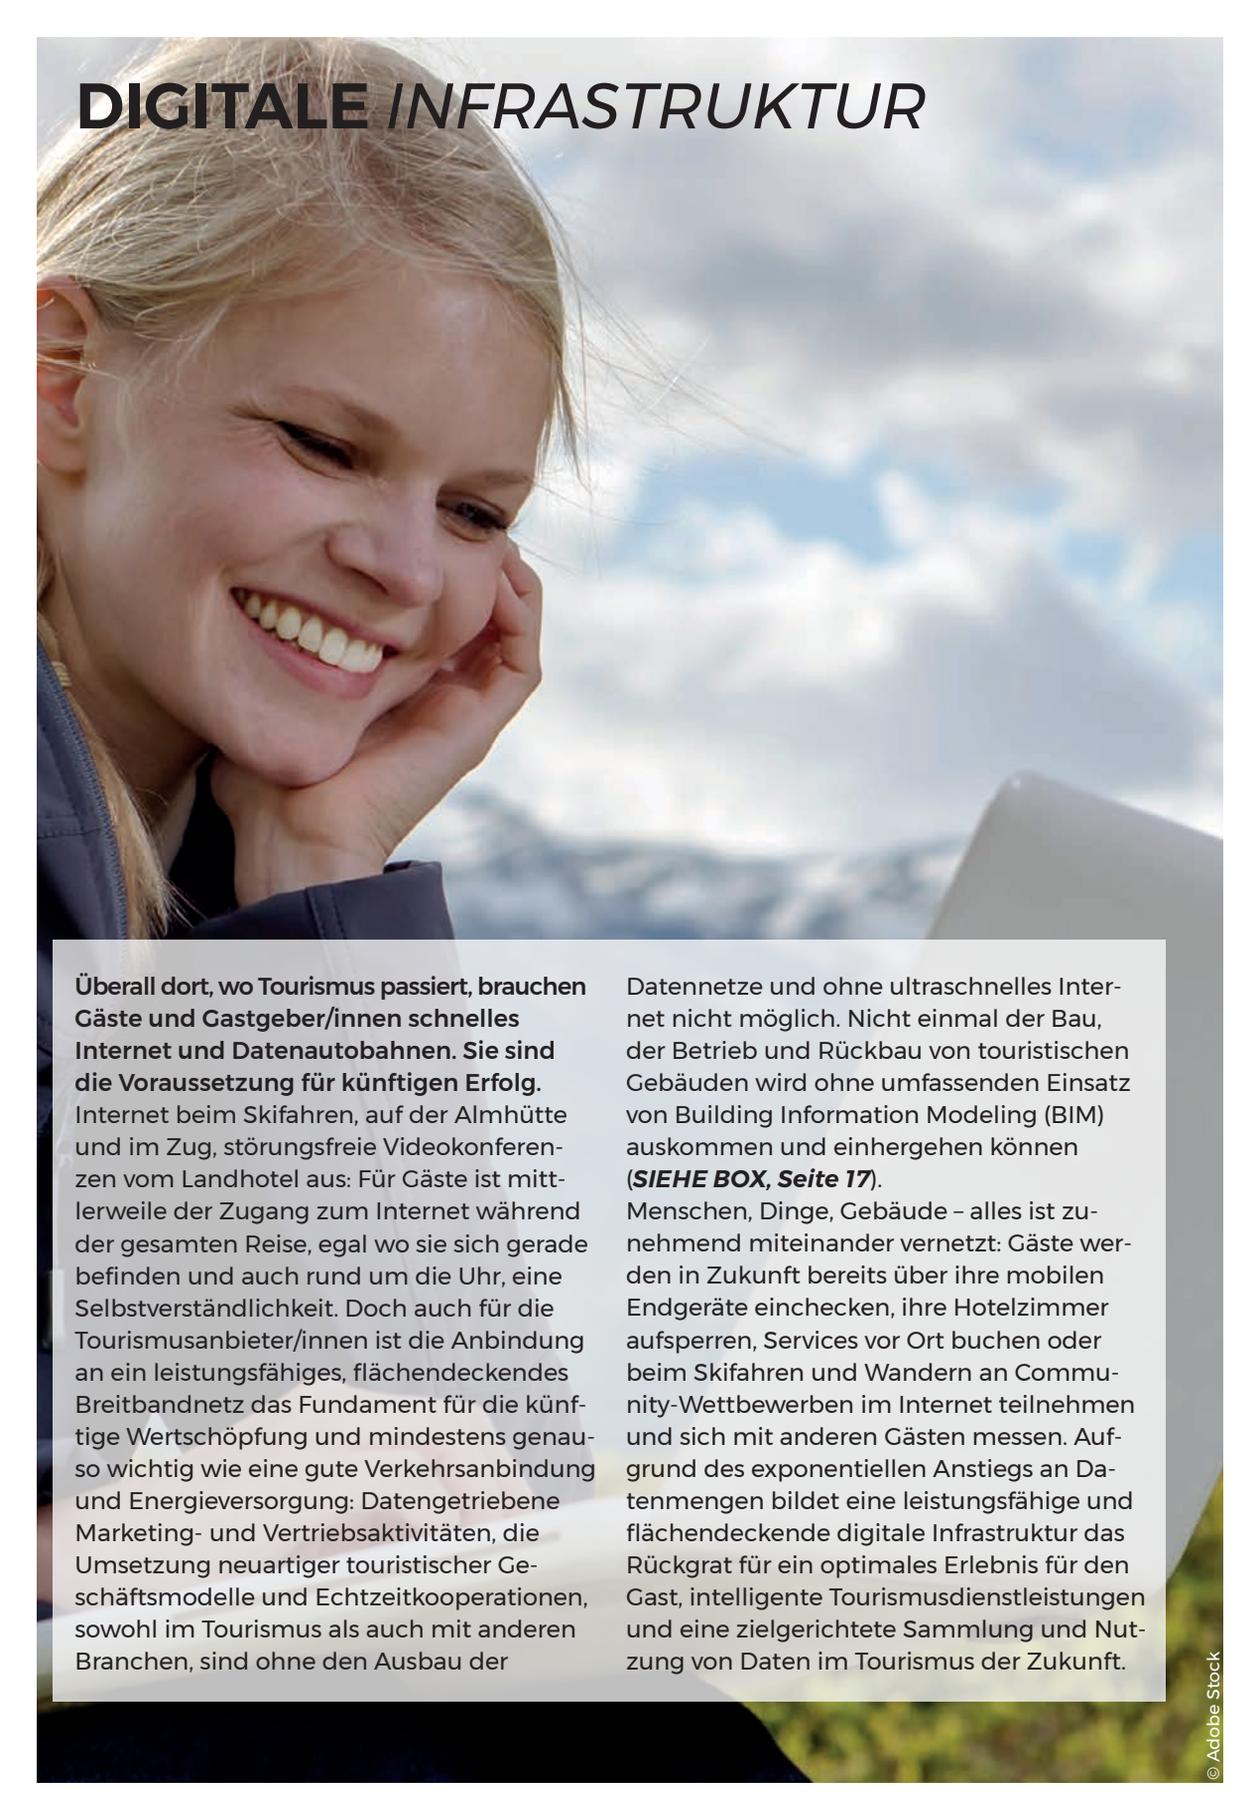 DIGITALE INFRASTRUKTUR
Überall dort, wo Tourismus passiert, brauchen
Gäste und Gastgeber/innen schnelles
Internet und Datenautobahnen. Sie sind
die Voraussetzung für künftigen Erfolg.
Internet beim Skifahren, auf der Almhütte
und im Zug, störungsfreie Videokonferen-
zen vom Landhotel aus: Für Gäste ist mitt-
lerweile der Zugang zum Internet während
der gesamten Reise, egal wo sie sich gerade
befinden und auch rund um die Uhr, eine
Selbstverständlichkeit. Doch auch für die
Tourismusanbieter/innen ist die Anbindung
an ein leistungsfähiges, flächendeckendes
Breitbandnetz das Fundament für die künf-
tige Wertschöpfung und mindestens genau-
so wichtig wie eine gute Verkehrsanbindung
und Energieversorgung: Datengetriebene
Marketing- und Vertriebsaktivitäten, die
Umsetzung neuartiger touristischer Ge-
schäftsmodelle und Echtzeitkooperationen,
sowohl im Tourismus als auch mit anderen
Branchen, sind ohne den Ausbau der
Datennetze und ohne ultraschnelles Inter-
net nicht möglich. Nicht einmal der Bau,
der Betrieb und Rückbau von touristischen
Gebäuden wird ohne umfassenden Einsatz
von Building Information Modeling (BIM)
auskommen und einhergehen können
(SIEHE BOX, Seite 17).
Menschen, Dinge, Gebäude – alles ist zu-
nehmend miteinander vernetzt: Gäste wer-
den in Zukunft bereits über ihre mobilen
Endgeräte einchecken, ihre Hotelzimmer
aufsperren, Services vor Ort buchen oder
beim Skifahren und Wandern an Commu-
nity-Wettbewerben im Internet teilnehmen
und sich mit anderen Gästen messen. Auf-
grund des exponentiellen Anstiegs an Da-
tenmengen bildet eine leistungsfähige und
flächendeckende digitale Infrastruktur das
Rückgrat für ein optimales Erlebnis für den
Gast, intelligente Tourismusdienstleistungen
und eine zielgerichtete Sammlung und Nut-
zung von Daten im Tourismus der Zukunft.
© Adobe Stock